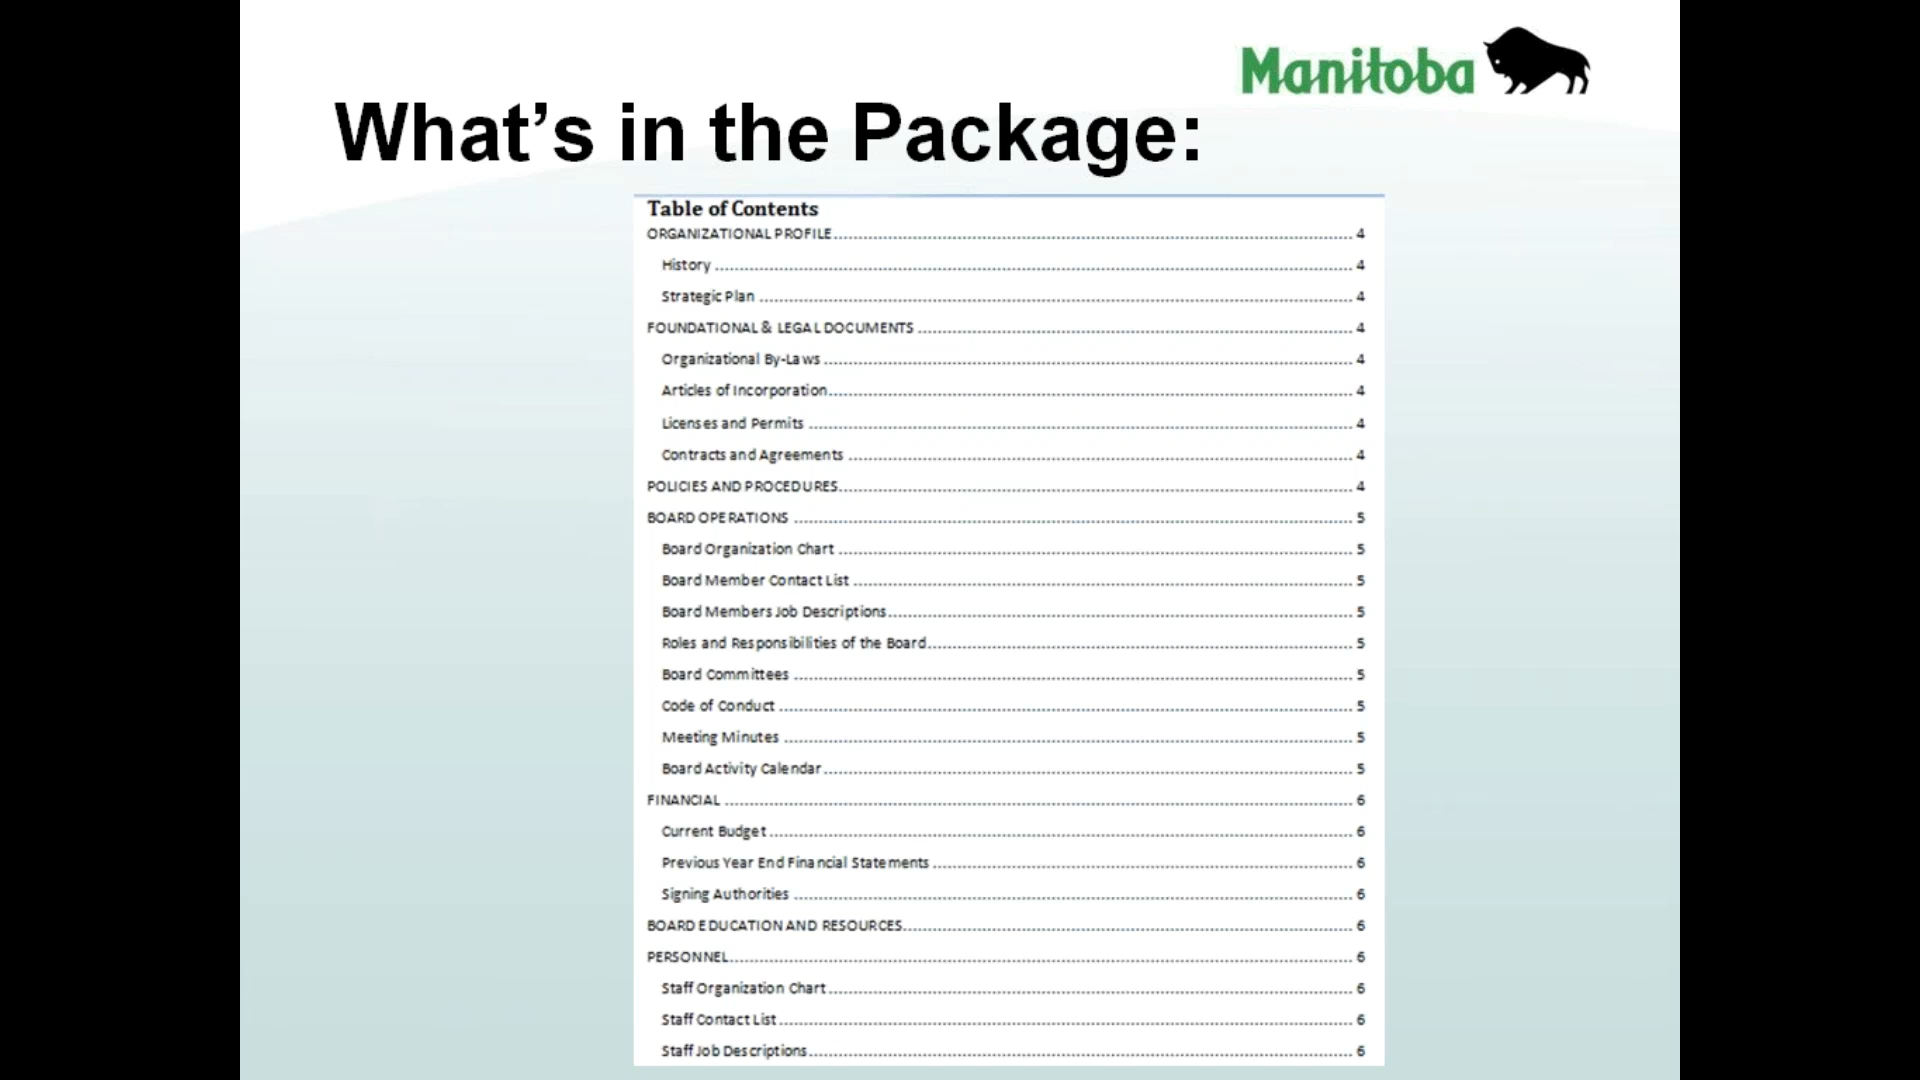 Manitoba
What’s in the Package:
Table of Contents
ORGANIZATIONAL PROFILE 4
History 4
Strategic Plan 4
FOUNDATIONAL & LEGAL DOCUMENTS 4
Organizational By-Laws 4
Articles of Incorporation 4
Licenses and Permits 4
Contracts and Agreements 4
POLICIES AND PROCEDURES 4
BOARD OPERATIONS 5
Board Organization Chart 5
Board Member Contact List 5
Board Members Job Descriptions 5
Roles and Responsibilities of the Board 5
Board Committees 5
Code of Conduct 5
Meeting Minutes 5
Board Activity Calendar 5
FINANCIAL 6
Current Budget 6
Previous Year End Financial Statements 6
Signing Authorities 6
BOARD EDUCATION AND RESOURCES 6
PERSONNEL 6
Staff Organization Chart 6
Staff Contact List 6
Staff Job Descriptions 6